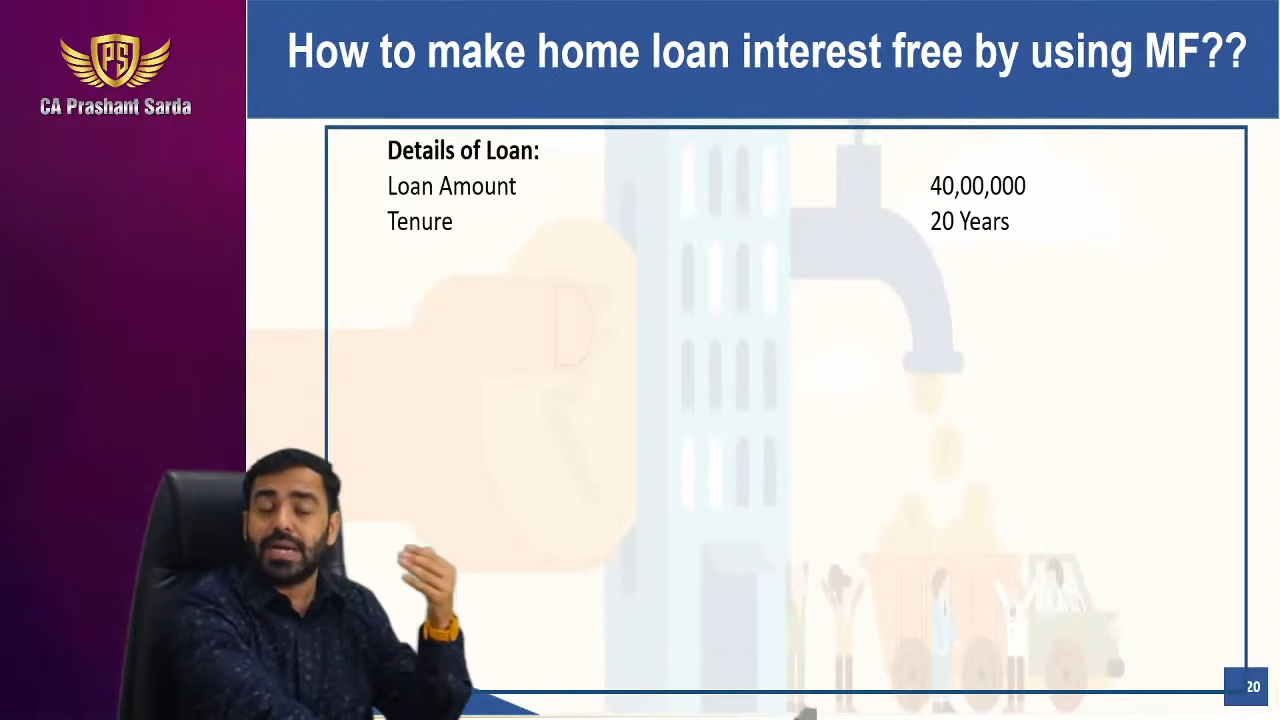 PS
CA Prashant Sarda
How to make home loan interest free by using MF??
Details of Loan:
Loan Amount 40,00,000
Tenure 20 Years
20